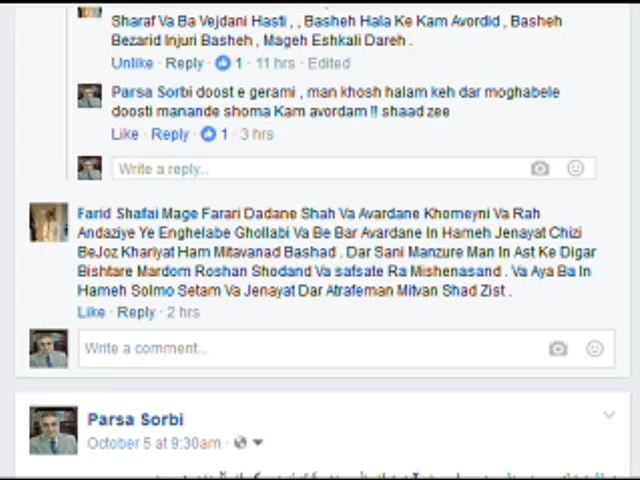 Sharaf Va Ba Vejdani Hasti , , Basheh Hala Ke Kam Avordid , Basheh
Bezarid Injuri Basheh , Mageh Eshkali Dareh .
Unlike · Reply · 1 · 11 hrs · Edited
Parsa Sorbi doost e gerami , man khosh halam keh dar moghabele
doosti manande shoma Kam avordam !! shaad zee
Like · Reply · 1 · 3 hrs
Write a reply...
Farid Shafai Mage Farari Dadane Shah Va Avardane Khomeyni Va Rah
Andaziye Ye Enghelabe Ghollabi Va Be Bar Avardane In Hameh Jenayat Chizi
BeJoz Khariyat Ham Mitavanad Bashad . Dar Sani Manzure Man In Ast Ke Digar
Bishtare Mardom Roshan Shodand Va safsate Ra Mishenasand . Va Aya Ba In
Hameh Solmo Setam Va Jenayat Dar Atrafeman Mitvan Shad Zist .
Like · Reply · 2 hrs
Write a comment...
Parsa Sorbi
October 5 at 9:30am ·